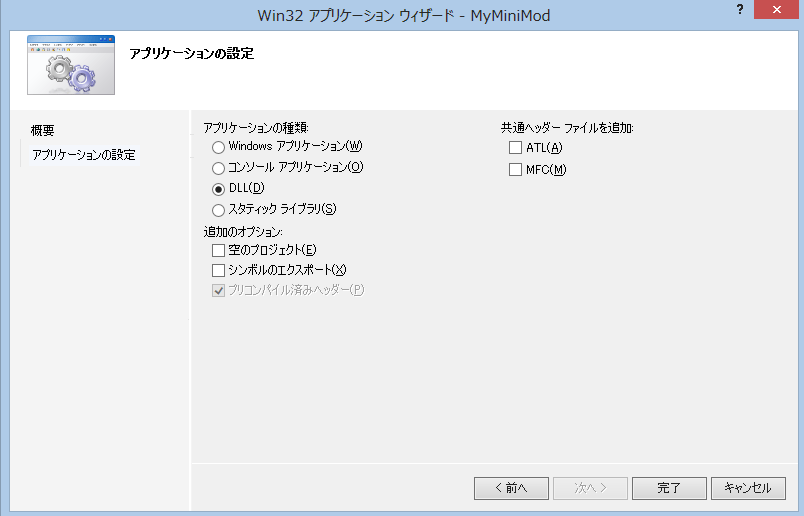 Win32 アプリケーション ウィザード - MyMiniMod
?
アプリケーションの設定
概要
アプリケーションの設定
アプリケーションの種類:
Windows アプリケーション(W)
コンソール アプリケーション(O)
DLL(D)
スタティック ライブラリ(S)
追加のオプション:
空のプロジェクト(E)
シンボルのエクスポート(X)
プリコンパイル済みヘッダー(P)
共通ヘッダー ファイルを追加:
ATL(A)
MFC(M)
< 前へ
次へ >
完了
キャンセル